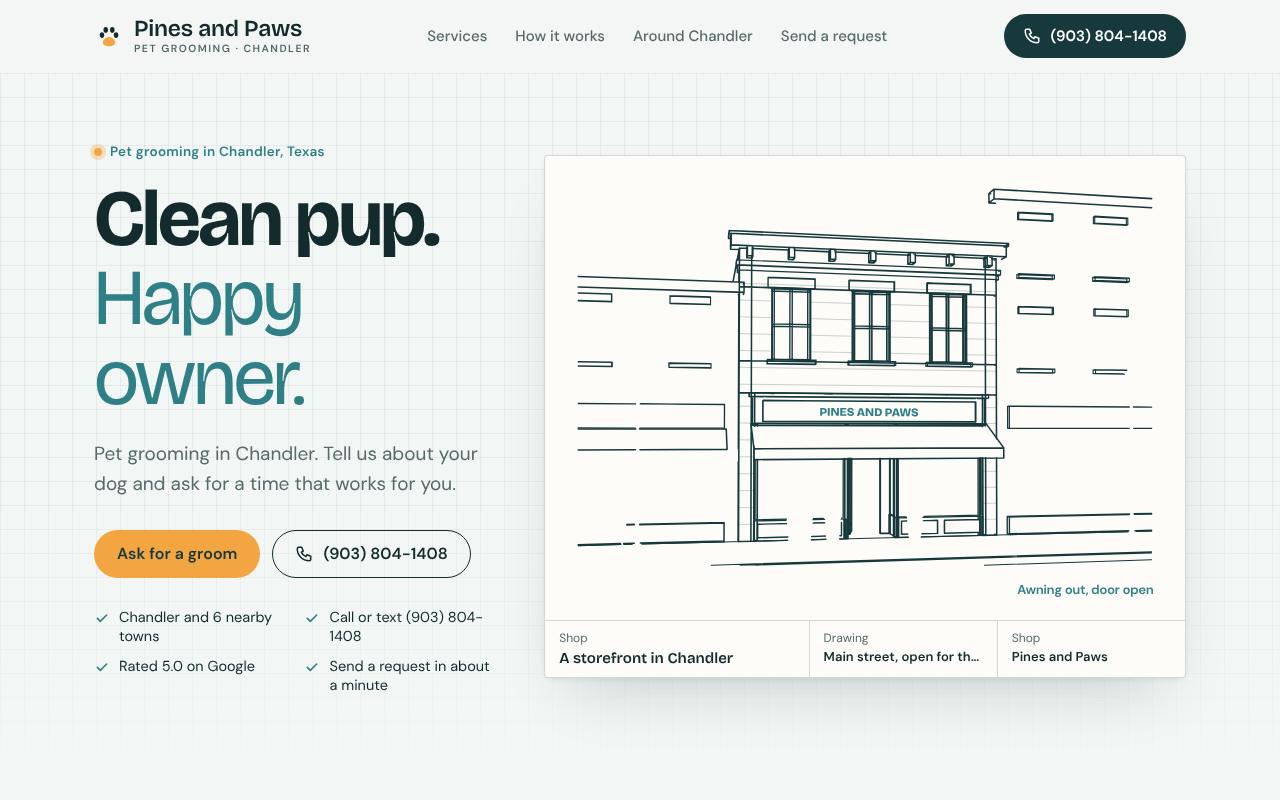 Pines and Paws
PET GROOMING · CHANDLER
Services
How it works
Around Chandler
Send a request
(903) 804-1408
Pet grooming in Chandler, Texas
Clean pup.
Happy
owner.
Pet grooming in Chandler. Tell us about your
dog and ask for a time that works for you.
Ask for a groom
(903) 804-1408
Chandler and 6 nearby
towns
Call or text (903) 804-
1408
Rated 5.0 on Google
Send a request in about
a minute
PINES AND PAWS
Awning out, door open
Shop
A storefront in Chandler
Drawing
Main street, open for th…
Shop
Pines and Paws